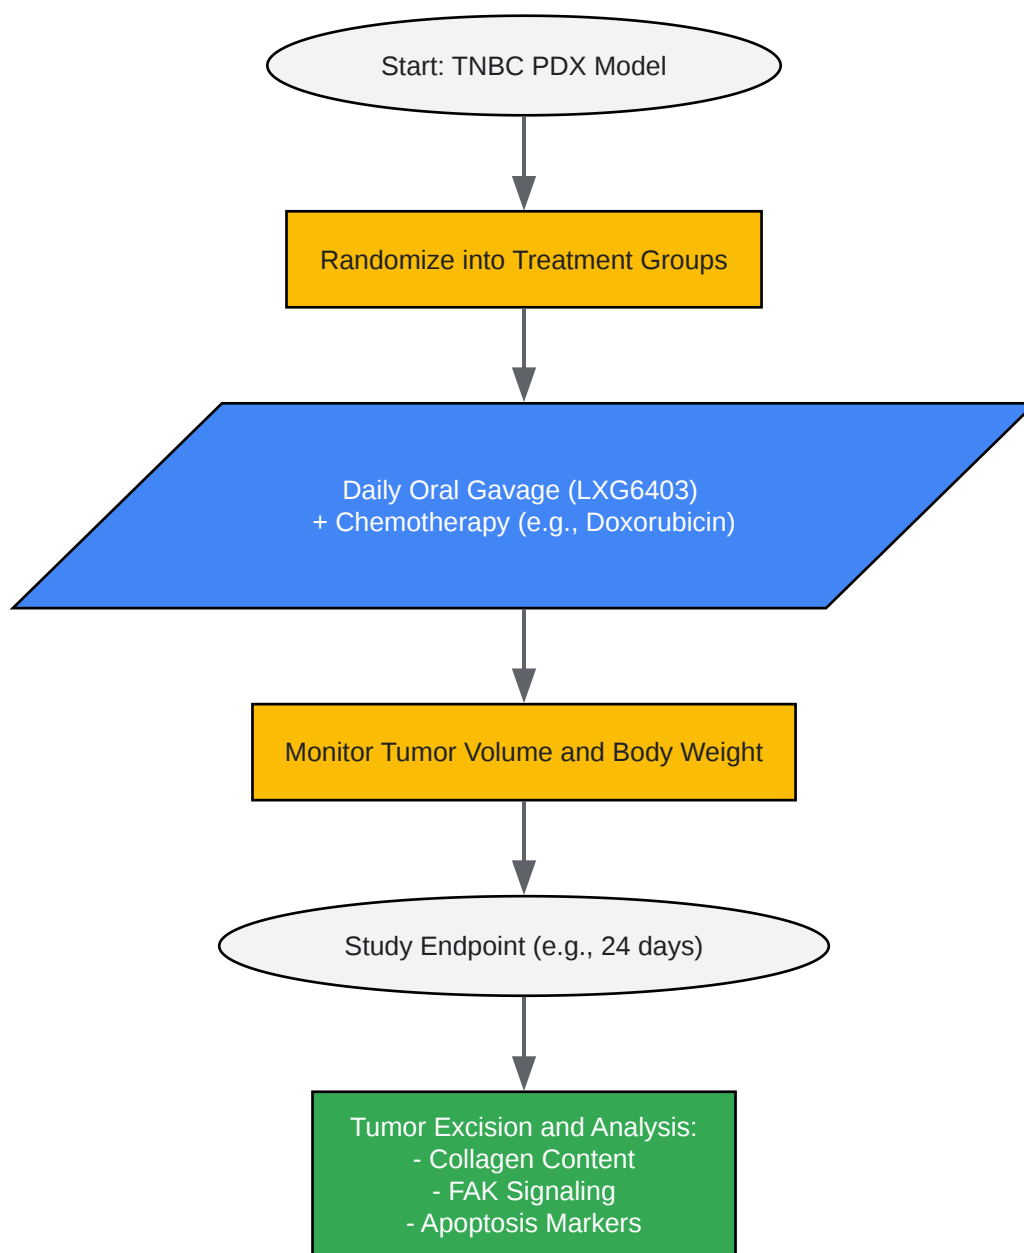 Start: TNBC PDX Model
Randomize into Treatment Groups
Daily Oral Gavage (LXG6403)
+ Chemotherapy (e.g., Doxorubicin)
Monitor Tumor Volume and Body Weight
Study Endpoint (e.g., 24 days)
Tumor Excision and Analysis:
- Collagen Content
- FAK Signaling
- Apoptosis Markers